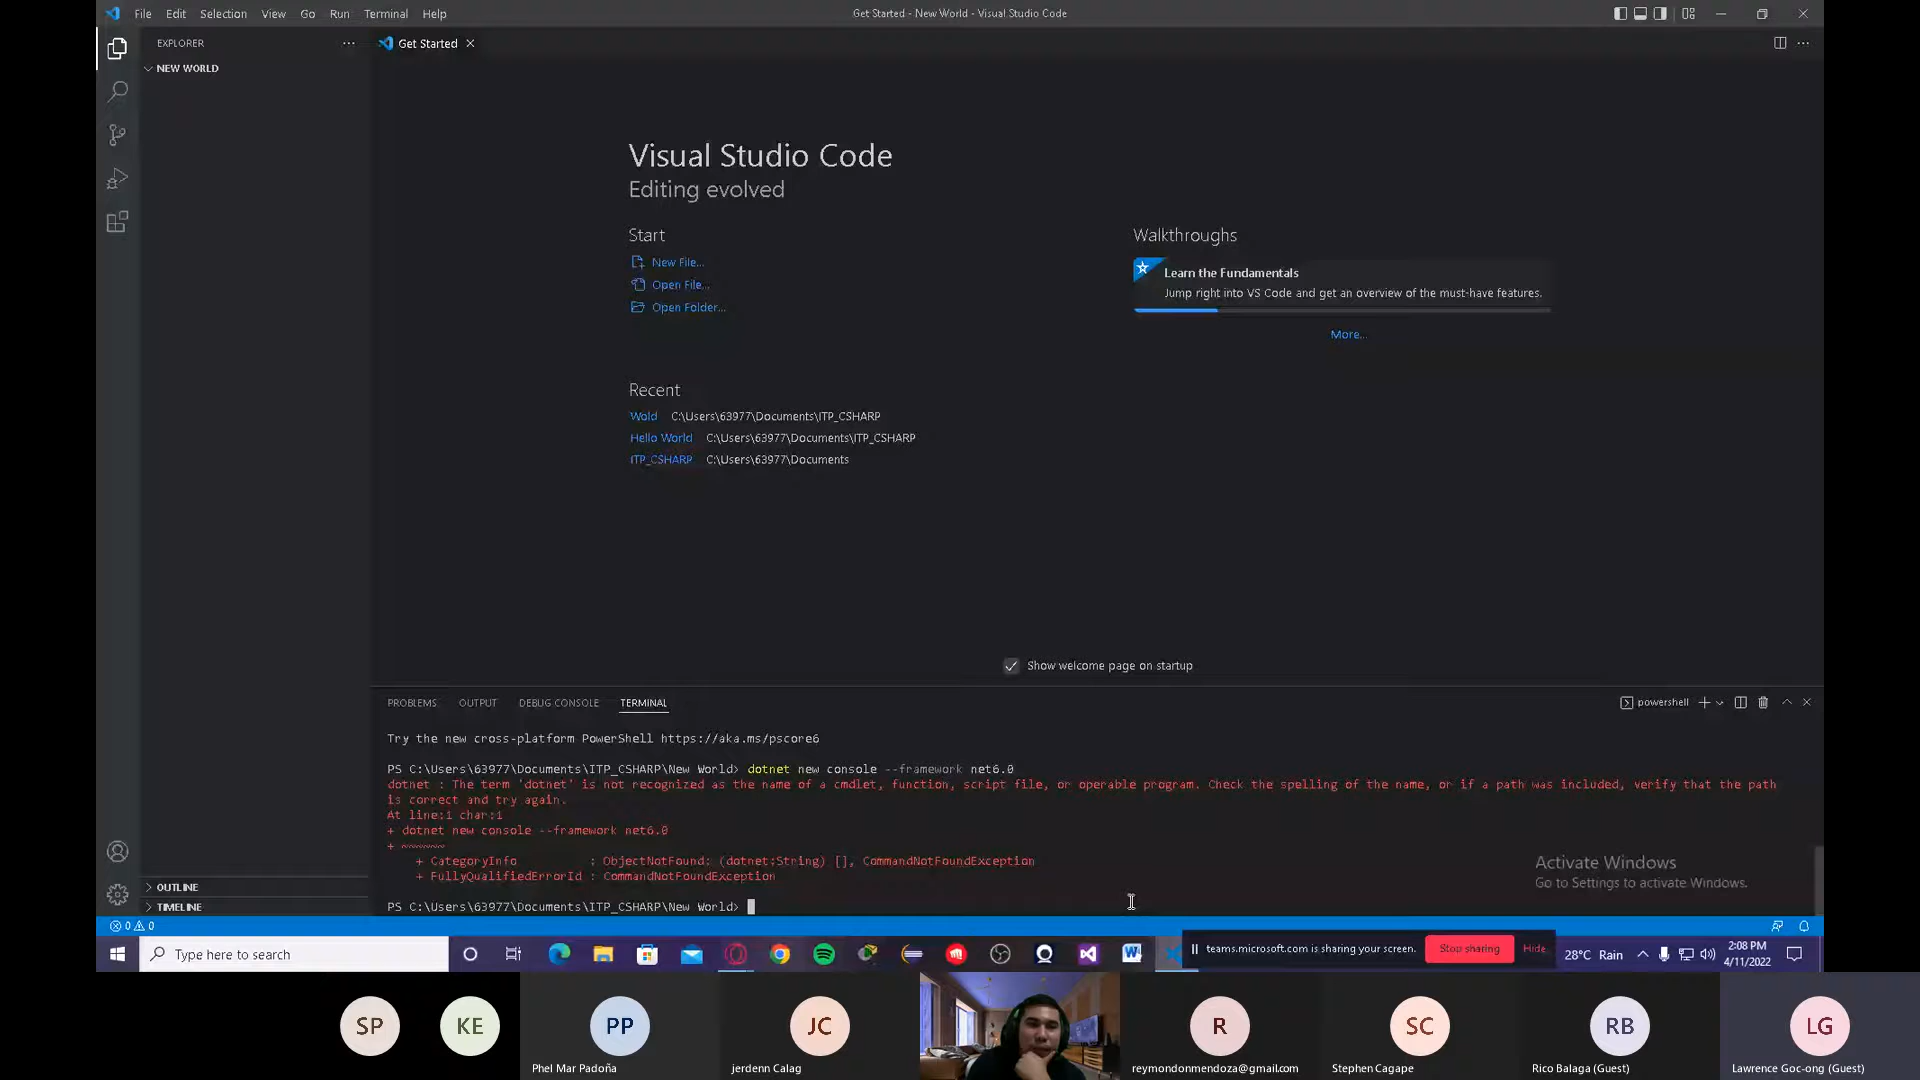 File Edit Selection View Go Run Terminal Help
Get Started - New World - Visual Studio Code
EXPLORER
NEW WORLD
Get Started
Visual Studio Code
Editing evolved
Start
New File...
Open File...
Open Folder...
Walkthroughs
Learn the Fundamentals
Jump right into VS Code and get an overview of the must-have features.
More...
Recent
Wold C:\Users\63977\Documents\ITP_CSHARP
Hello World C:\Users\63977\Documents\ITP_CSHARP
ITP_CSHARP C:\Users\63977\Documents
Show welcome page on startup
PROBLEMS OUTPUT DEBUG CONSOLE TERMINAL
powershell
Try the new cross-platform PowerShell https://aka.ms/pscore6
PS C:\Users\63977\Documents\ITP_CSHARP\New World> dotnet new console --framework net6.0
dotnet : The term 'dotnet' is not recognized as the name of a cmdlet, function, script file, or operable program. Check the spelling of the name, or if a path was included, verify that the path
is correct and try again.
At line:1 char:1
+ dotnet new console --framework net6.0
+ ~~~~~~
+ CategoryInfo : ObjectNotFound: (dotnet:String) [], CommandNotFoundException
+ FullyQualifiedErrorId : CommandNotFoundException
PS C:\Users\63977\Documents\ITP_CSHARP\New World>
Activate Windows
Go to Settings to activate Windows.
OUTLINE
TIMELINE
0 0
Type here to search
teams.microsoft.com is sharing your screen.
Stop sharing
Hide
28°C Rain
2:08 PM
4/11/2022
SP
KE
PP
JC
R
SC
RB
LG
Phel Mar Padoña
jerdenn Calag
reymondonmendoza@gmail.com
Stephen Cagape
Rico Balaga (Guest)
Lawrence Goc-ong (Guest)